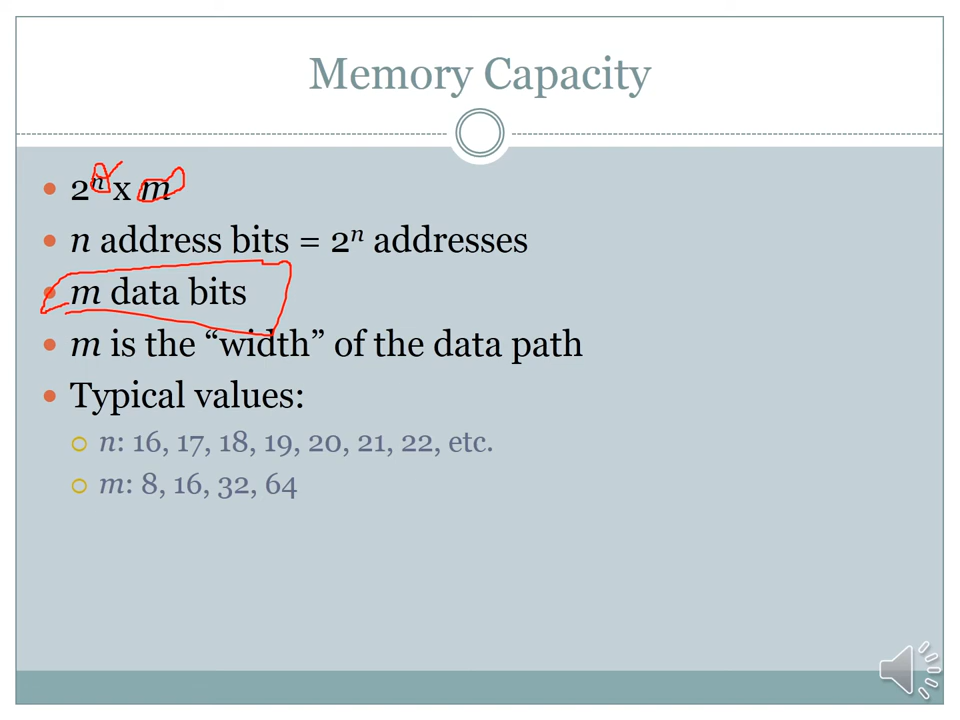 Memory Capacity
2ⁿ x m
n address bits = 2ⁿ addresses
m data bits
m is the “width” of the data path
Typical values:
n: 16, 17, 18, 19, 20, 21, 22, etc.
m: 8, 16, 32, 64